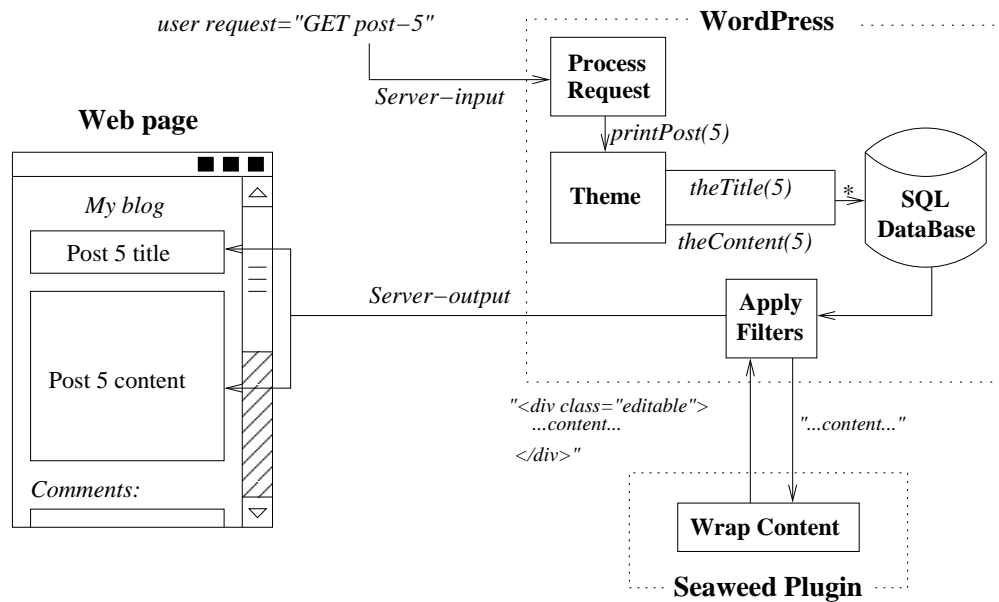 user request="GET post−5"
WordPress
Process
Request
Server−input
printPost(5)
Web page
Theme
theTitle(5)
*
SQL
DataBase
theContent(5)
My blog
Post 5 title
Server−output
Apply
Filters
Post 5 content
"<div class="editable">
...content...
</div>"
"...content..."
Comments:
Wrap Content
Seaweed Plugin